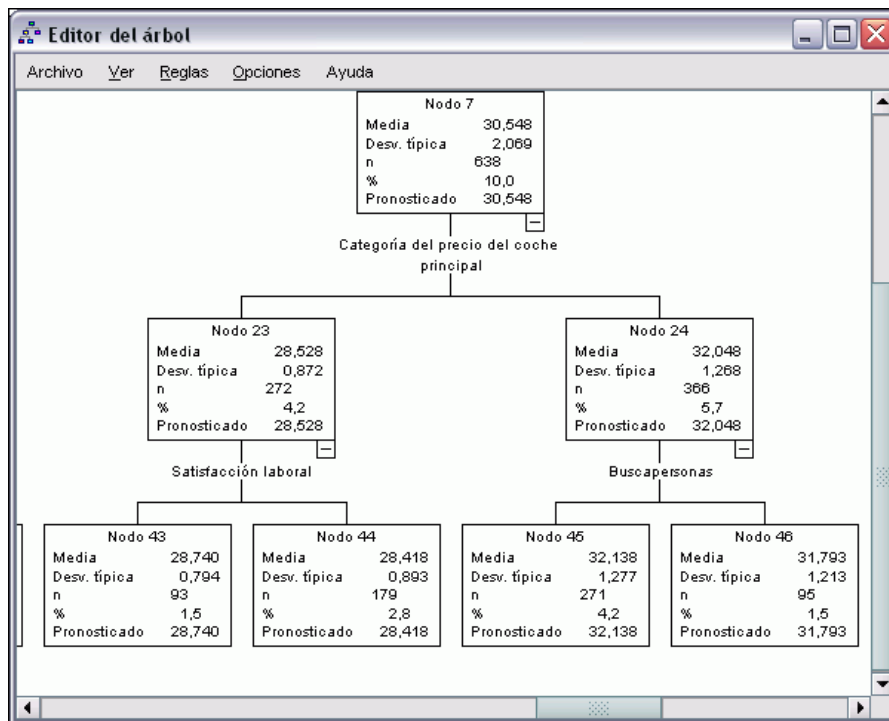 Editor del árbol
Archivo Ver Reglas Opciones Ayuda
Nodo 7
Media 30,548
Desv. típica 2,069
n 638
% 10,0
Pronosticado 30,548
Categoría del precio del coche
principal
Nodo 23
Media 28,528
Desv. típica 0,872
n 272
% 4,2
Pronosticado 28,528
Nodo 24
Media 32,048
Desv. típica 1,268
n 366
% 5,7
Pronosticado 32,048
Satisfacción laboral
Buscapersonas
Nodo 43
Media 28,740
Desv. típica 0,794
n 93
% 1,5
Pronosticado 28,740
Nodo 44
Media 28,418
Desv. típica 0,893
n 179
% 2,8
Pronosticado 28,418
Nodo 45
Media 32,138
Desv. típica 1,277
n 271
% 4,2
Pronosticado 32,138
Nodo 46
Media 31,793
Desv. típica 1,213
n 95
% 1,5
Pronosticado 31,793